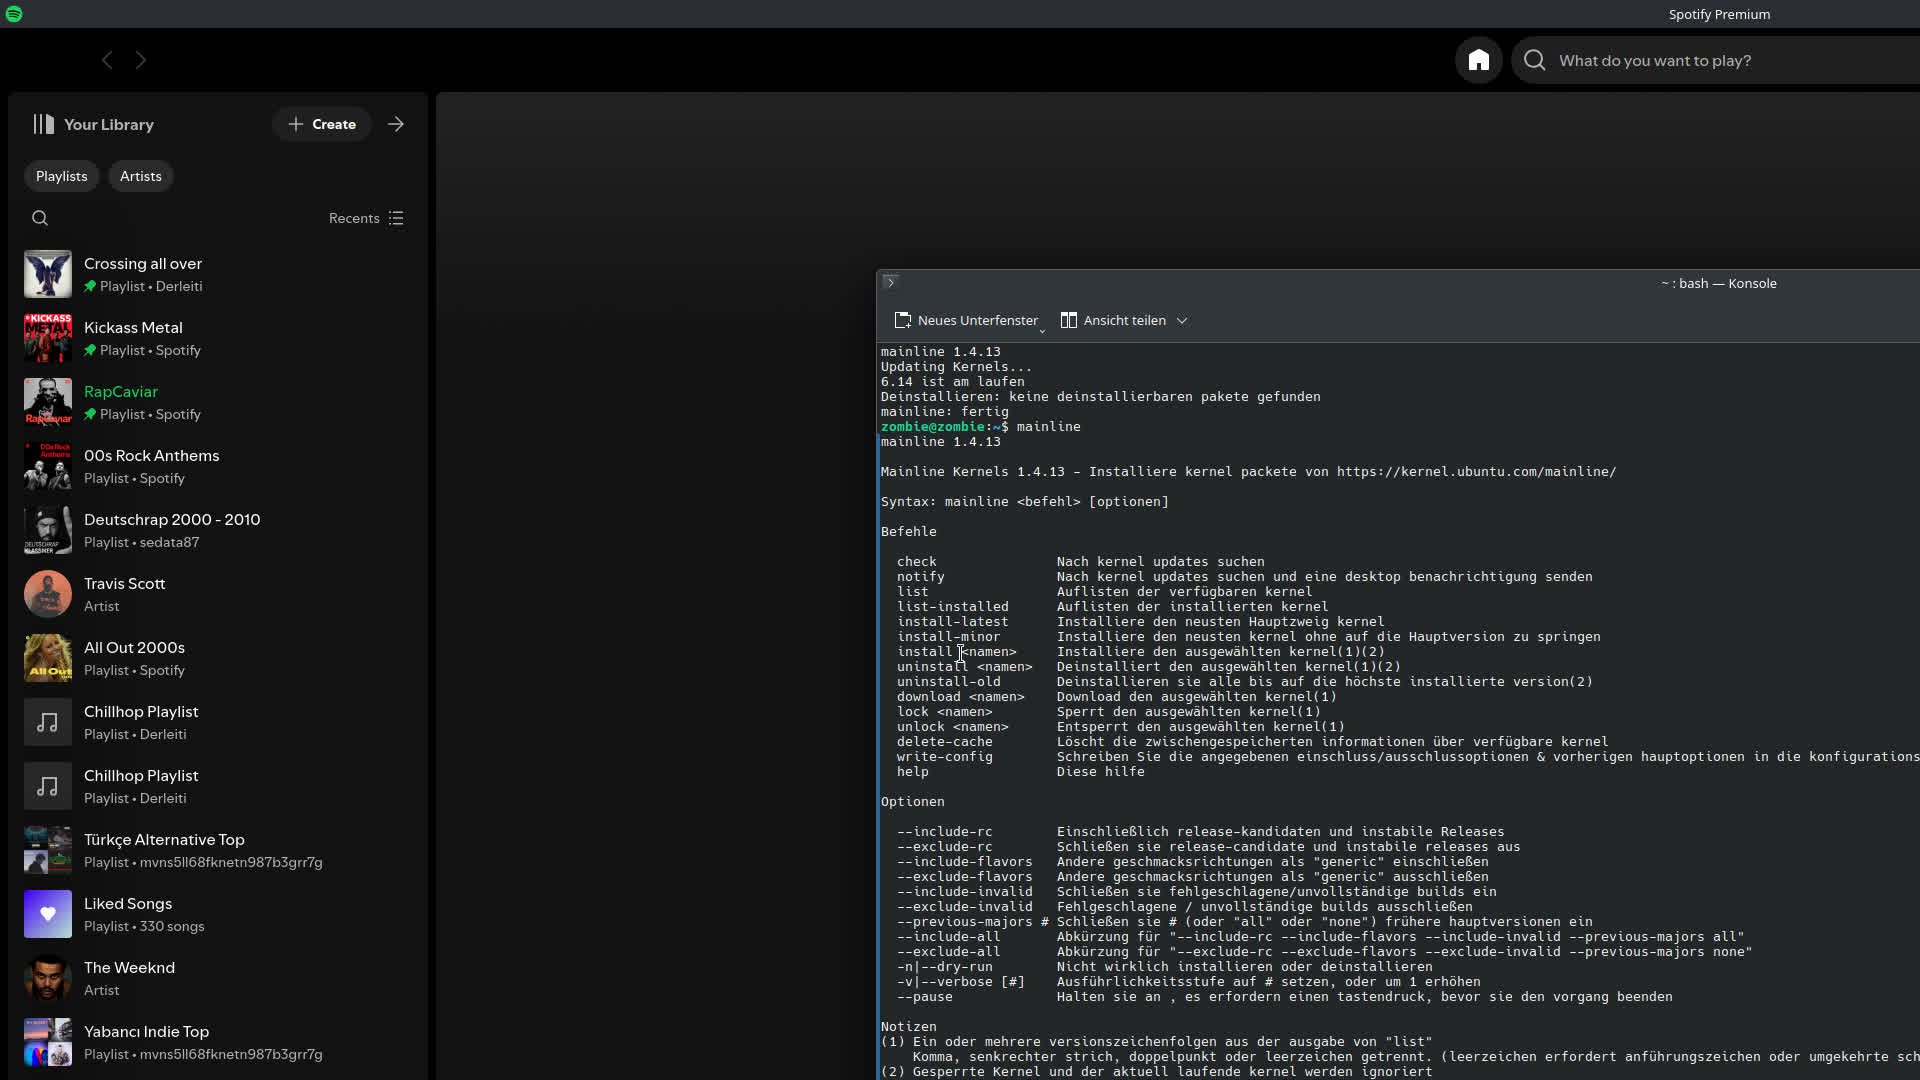 Spotify Premium
What do you want to play?
Your Library
Create
Playlists
Artists
Recents
Crossing all over
Playlist • Derleiti
Kickass Metal
Playlist • Spotify
RapCaviar
Playlist • Spotify
00s Rock Anthems
Playlist • Spotify
Deutschrap 2000 - 2010
Playlist • sedata87
Travis Scott
Artist
All Out 2000s
Playlist • Spotify
Chillhop Playlist
Playlist • Derleiti
Chillhop Playlist
Playlist • Derleiti
Türkçe Alternative Top
Playlist • mvns5ll68fknetn987b3grr7g
Liked Songs
Playlist • 330 songs
The Weeknd
Artist
Yabancı Indie Top
Playlist • mvns5ll68fknetn987b3grr7g
~ : bash — Konsole
Neues Unterfenster
Ansicht teilen
mainline 1.4.13
Updating Kernels...
6.14 ist am laufen
Deinstallieren: keine deinstallierbaren pakete gefunden
mainline: fertig
zombie@zombie:~$ mainline
mainline 1.4.13
Mainline Kernels 1.4.13 - Installiere kernel packete von https://kernel.ubuntu.com/mainline/
Syntax: mainline <befehl> [optionen]
Befehle
check Nach kernel updates suchen
notify Nach kernel updates suchen und eine desktop benachrichtigung senden
list Auflisten der verfügbaren kernel
list-installed Auflisten der installierten kernel
install-latest Installiere den neusten Hauptzweig kernel
install-minor Installiere den neusten kernel ohne auf die Hauptversion zu springen
install <namen> Installiere den ausgewählten kernel(1)(2)
uninstall <namen> Deinstalliert den ausgewählten kernel(1)(2)
uninstall-old Deinstallieren sie alle bis auf die höchste installierte version(2)
download <namen> Download den ausgewählten kernel(1)
lock <namen> Sperrt den ausgewählten kernel(1)
unlock <namen> Entsperrt den ausgewählten kernel(1)
delete-cache Löscht die zwischengespeicherten informationen über verfügbare kernel
write-config Schreiben Sie die angegebenen einschluss/ausschlussoptionen & vorherigen hauptoptionen in die konfigurations
help Diese hilfe
Optionen
--include-rc Einschließlich release-kandidaten und instabile Releases
--exclude-rc Schließen sie release-candidate und instabile releases aus
--include-flavors Andere geschmacksrichtungen als "generic" einschließen
--exclude-flavors Andere geschmacksrichtungen als "generic" ausschließen
--include-invalid Schließen sie fehlgeschlagene/unvollständige builds ein
--exclude-invalid Fehlgeschlagene / unvollständige builds ausschließen
--previous-majors # Schließen sie # (oder "all" oder "none") frühere hauptversionen ein
--include-all Abkürzung für "--include-rc --include-flavors --include-invalid --previous-majors all"
--exclude-all Abkürzung für "--exclude-rc --exclude-flavors --exclude-invalid --previous-majors none"
-n|--dry-run Nicht wirklich installieren oder deinstallieren
-v|--verbose [#] Ausführlichkeitsstufe auf # setzen, oder um 1 erhöhen
--pause Halten sie an , es erfordern einen tastendruck, bevor sie den vorgang beenden
Notizen
(1) Ein oder mehrere versionszeichenfolgen aus der ausgabe von "list"
Komma, senkrechter strich, doppelpunkt oder leerzeichen getrennt. (leerzeichen erfordert anführungszeichen oder umgekehrte sch
(2) Gesperrte Kernel und der aktuell laufende kernel werden ignoriert